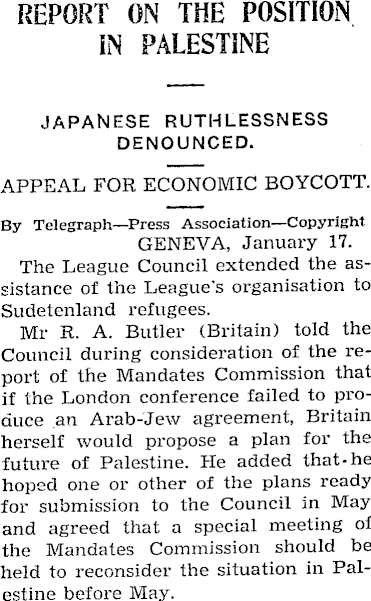 REPORT ON THE POSITION
IN PALESTINE
JAPANESE RUTHLESSNESS
DENOUNCED.
APPEAL FOR ECONOMIC BOYCOTT.
By Telegraph—Press Association—Copyright
GENEVA, January 17.
The League Council extended the as-
sistance of the League's organisation to
Sudetenland refugees.
Mr R. A. Butler (Britain) told the
Council during consideration of the re-
port of the Mandates Commission that
if the London conference failed to pro-
duce an Arab-Jew agreement, Britain
herself would propose a plan for the
future of Palestine. He added that-he
hoped one or other of the plans ready
for submission to the Council in May
and agreed that a special meeting of
the Mandates Commission should be
held to reconsider the situation in Pal-
estine before May.